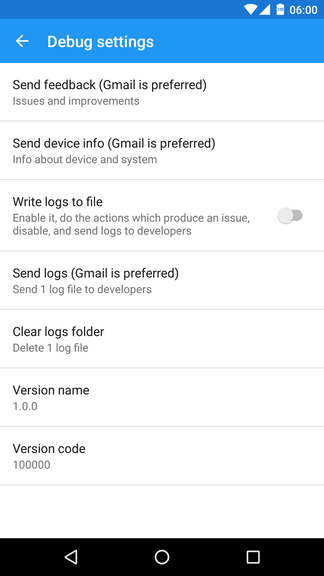 06:00
Debug settings
Send feedback (Gmail is preferred)
Issues and improvements
Send device info (Gmail is preferred)
Info about device and system
Write logs to file
Enable it, do the actions which produce an issue,
disable, and send logs to developers
Send logs (Gmail is preferred)
Send 1 log file to developers
Clear logs folder
Delete 1 log file
Version name
1.0.0
Version code
100000